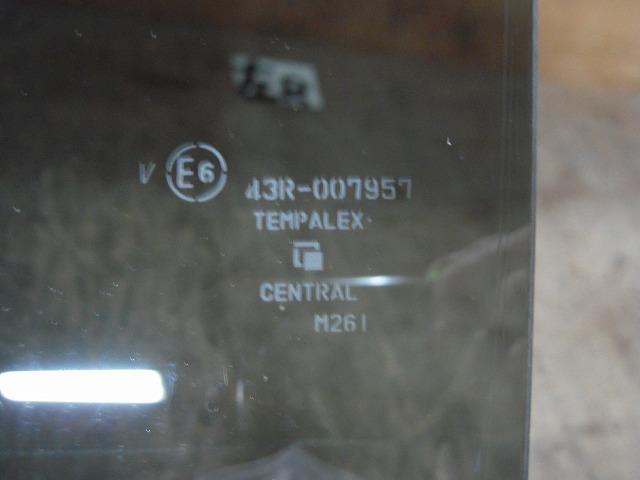 V E6 43R-007957
TEMPALEX
CENTRAL
M261